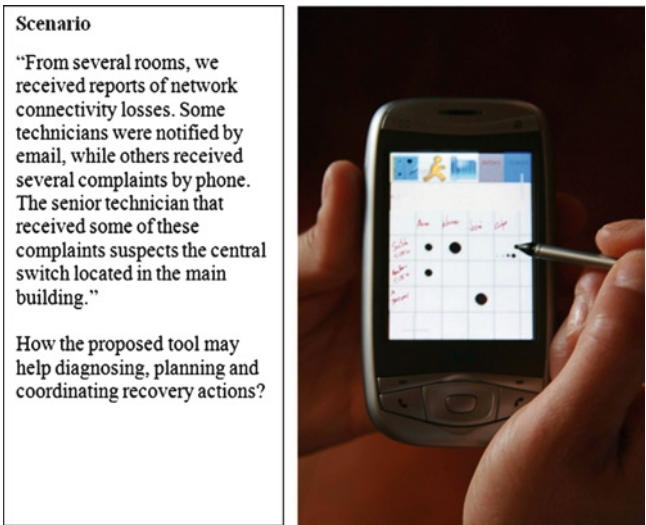 Scenario
“From several rooms, we
received reports of network
connectivity losses. Some
technicians were notified by
email, while others received
several complaints by phone.
The senior technician that
received some of these
complaints suspects the central
switch located in the main
building.”
How the proposed tool may
help diagnosing, planning and
coordinating recovery actions?